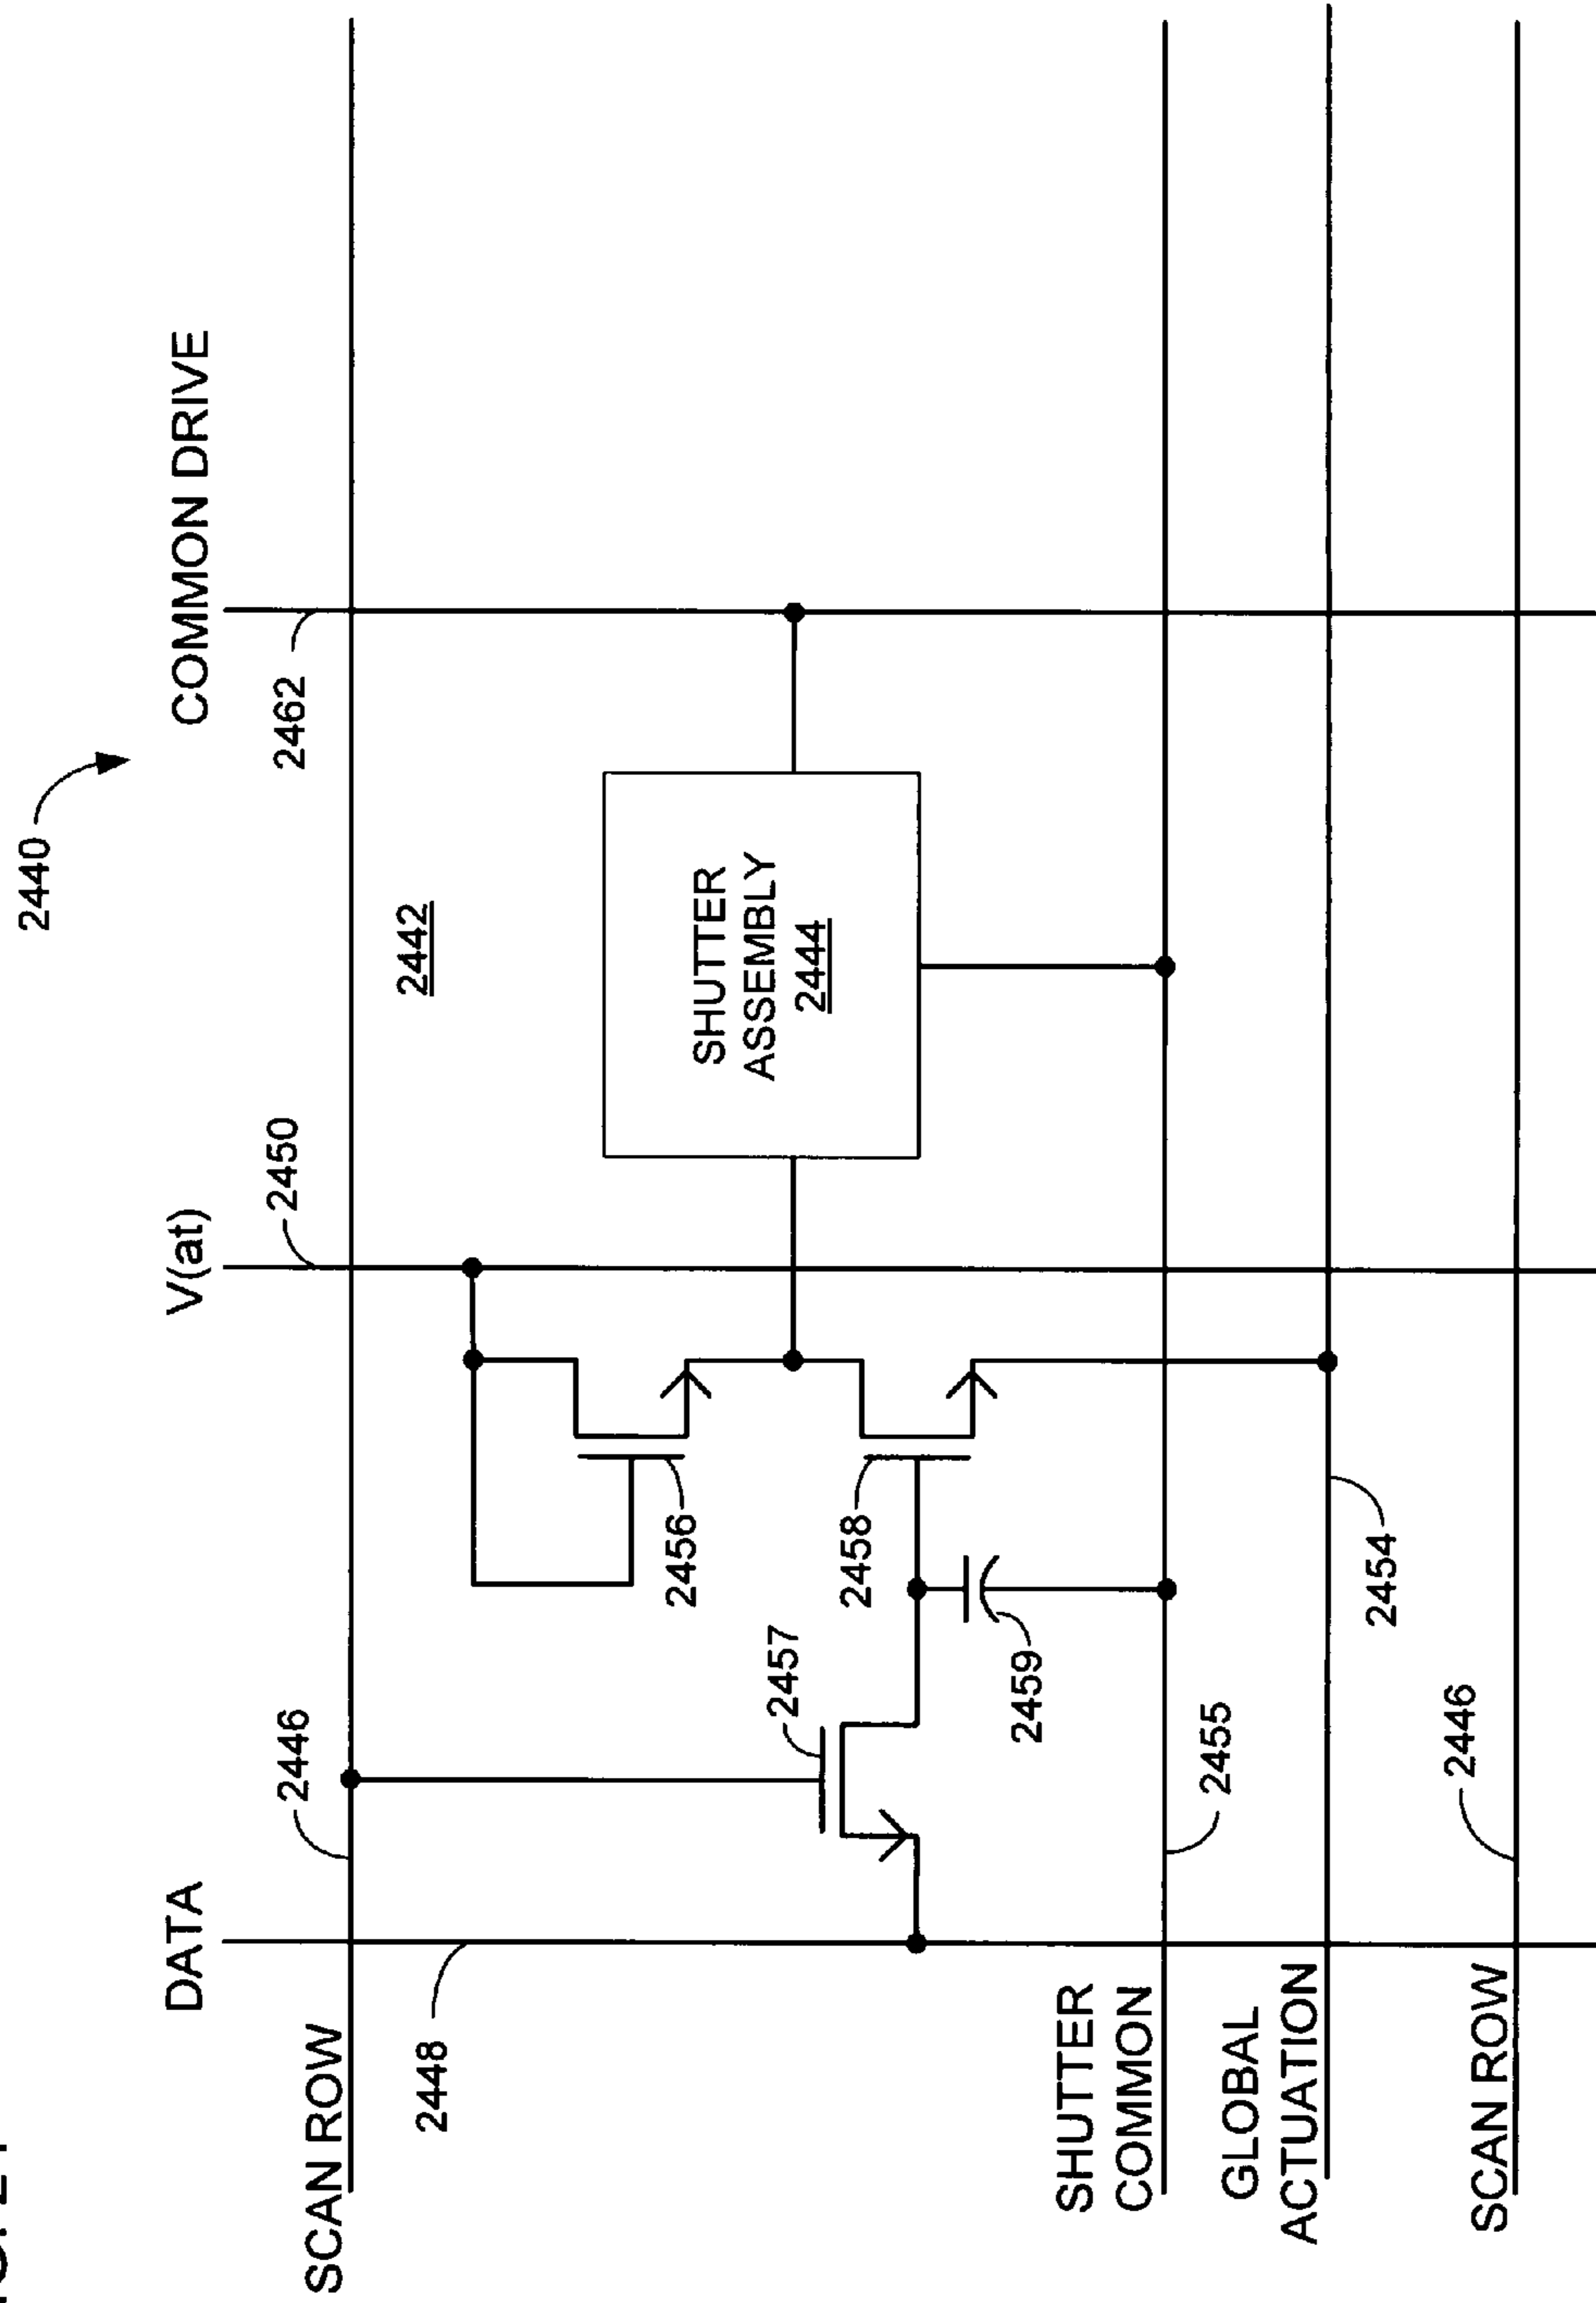 2440
DATA
V(at)
COMMON DRIVE
2446
2450
2462
SCAN ROW
2448
2442
2457
2456
SHUTTER
ASSEMBLY
2444
2458
2459
SHUTTER
COMMON
2455
GLOBAL
ACTUATION
2454
2446
SCAN ROW